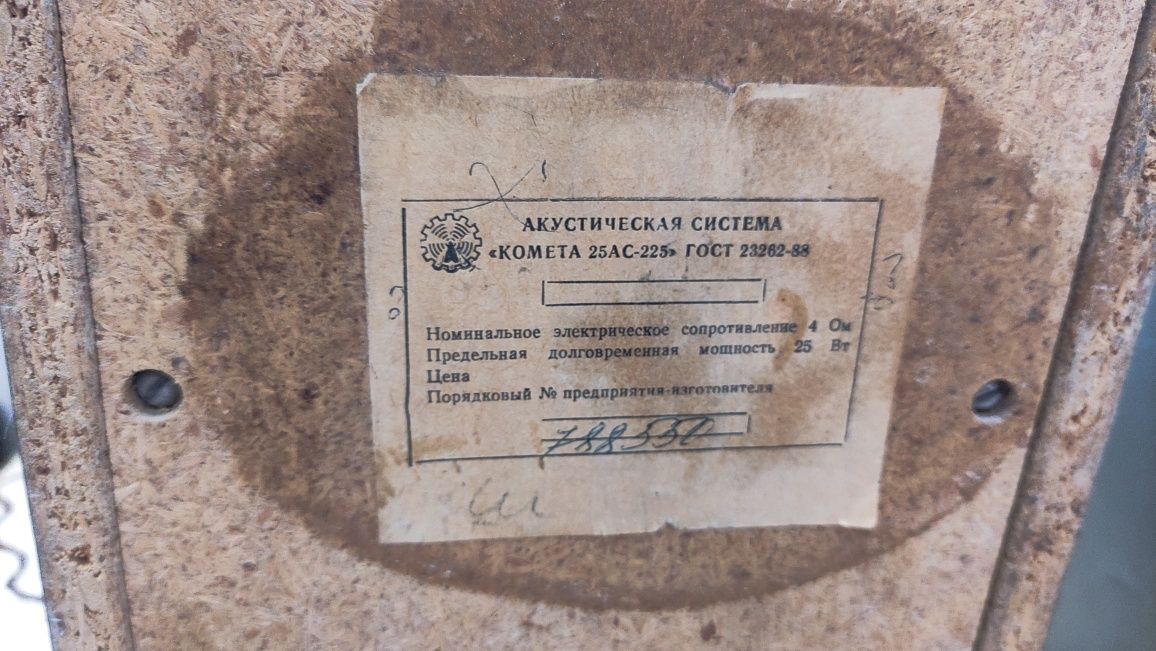 АКУСТИЧЕСКАЯ СИСТЕМА
«КОМЕТА 25АС-225» ГОСТ 23262-88
Номинальное электрическое сопротивление 4 Ом
Предельная долговременная мощность 25 Вт
Цена
Порядковый № предприятия-изготовителя
788550